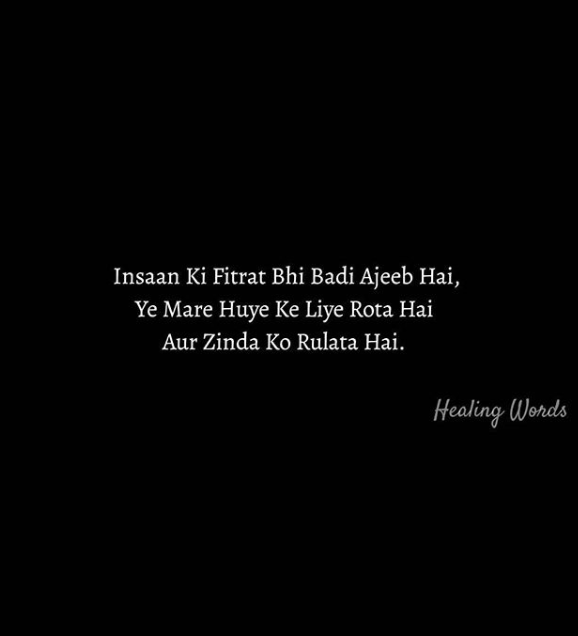 Insaan Ki Fitrat Bhi Badi Ajeeb Hai,
Ye Mare Huye Ke Liye Rota Hai
Aur Zinda Ko Rulata Hai.
Healing Words